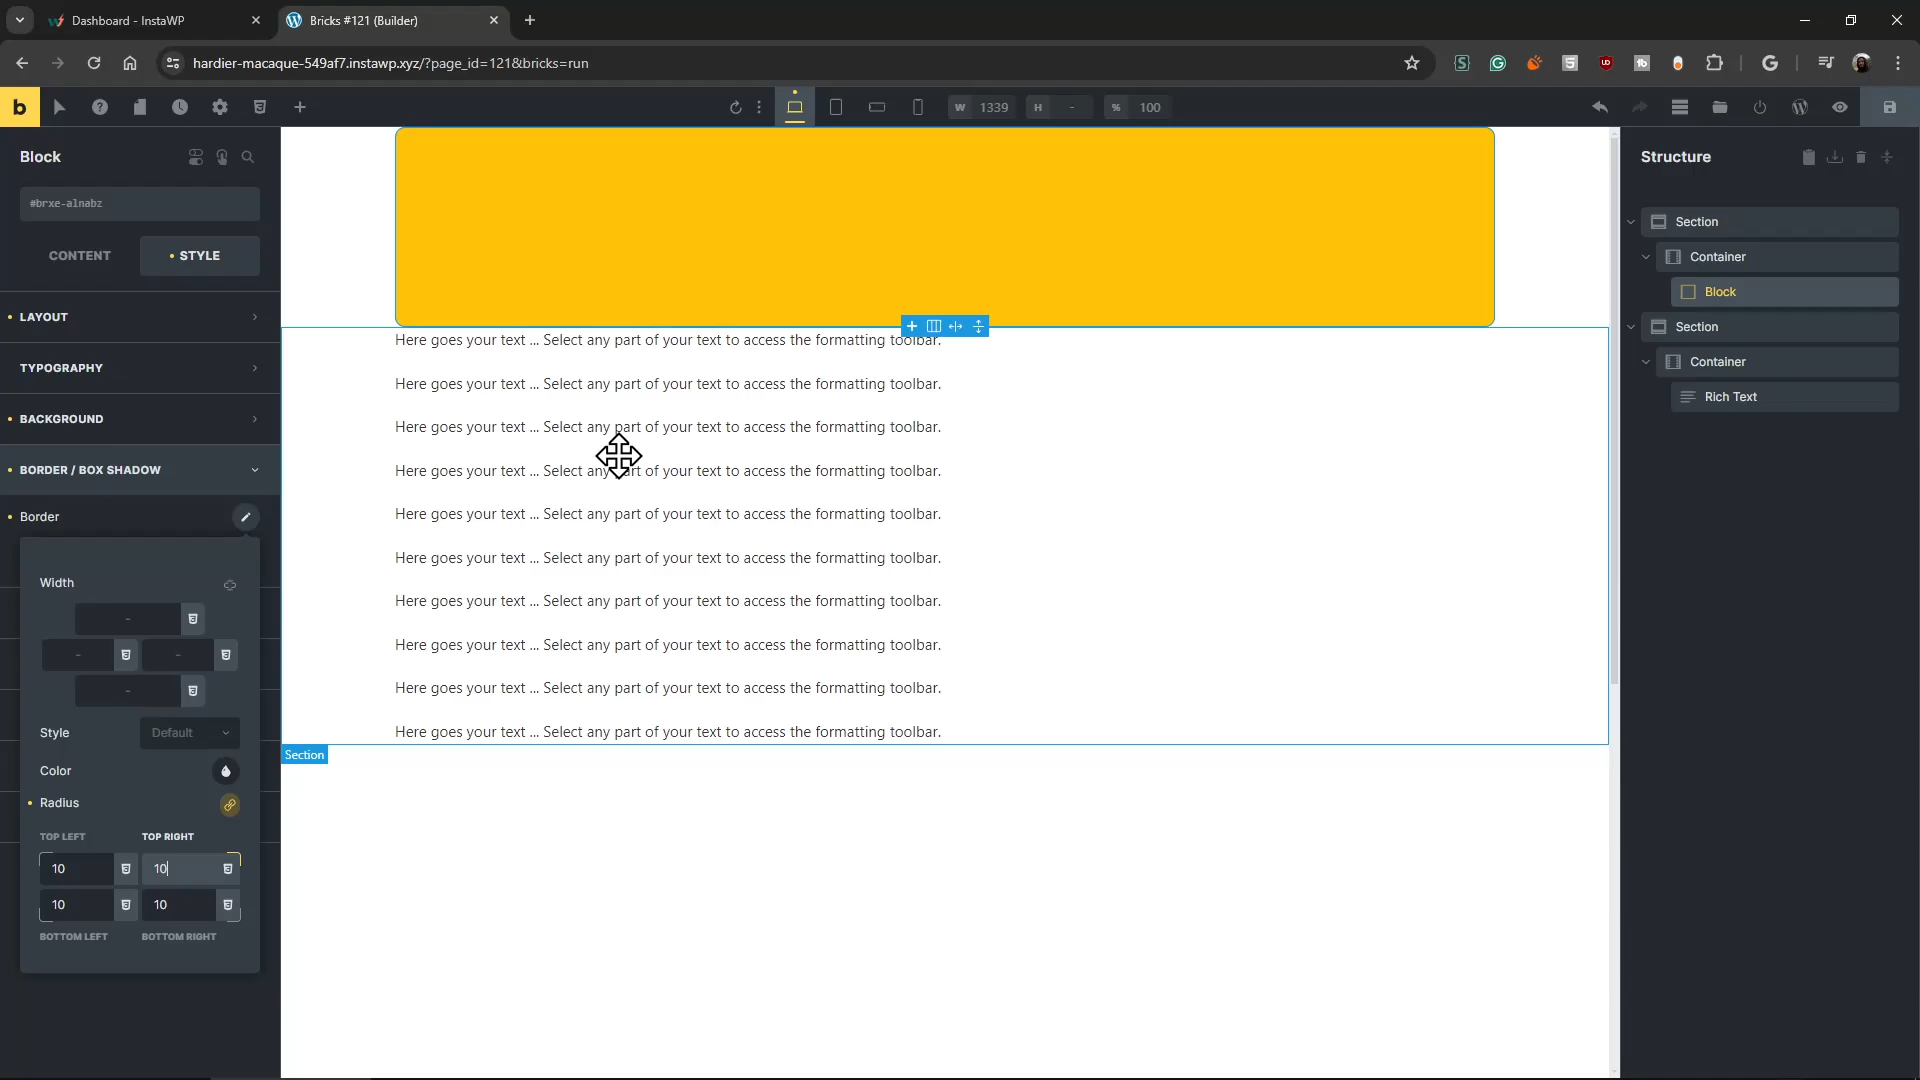 Dashboard - InstaWP
Bricks #121 (Builder)
hardier-macaque-549af7.instawp.xyz/?page_id=121&bricks=run
b
W 1339 H - % 100
Block
#brxe-alnabz
CONTENT
STYLE
LAYOUT
TYPOGRAPHY
BACKGROUND
BORDER / BOX SHADOW
Border
Width
-
- -
-
Style Default
Color
Radius
TOP LEFT TOP RIGHT
10 10
10 10
BOTTOM LEFT BOTTOM RIGHT
Here goes your text ... Select any part of your text to access the formatting toolbar.
Here goes your text ... Select any part of your text to access the formatting toolbar.
Here goes your text ... Select any part of your text to access the formatting toolbar.
Here goes your text ... Select any part of your text to access the formatting toolbar.
Here goes your text ... Select any part of your text to access the formatting toolbar.
Here goes your text ... Select any part of your text to access the formatting toolbar.
Here goes your text ... Select any part of your text to access the formatting toolbar.
Here goes your text ... Select any part of your text to access the formatting toolbar.
Here goes your text ... Select any part of your text to access the formatting toolbar.
Here goes your text ... Select any part of your text to access the formatting toolbar.
Section
Structure
Section
Container
Block
Section
Container
Rich Text